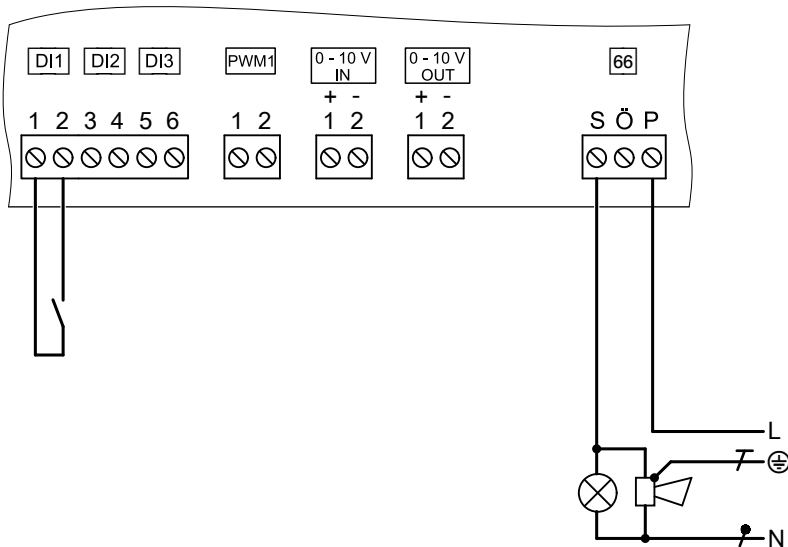 DI1 DI2 DI3 PWM1 0 - 10 V 0 - 10 V 66
IN OUT
+ - + -
1 2 3 4 5 6 1 2 1 2 1 2 S Ö P
L
N